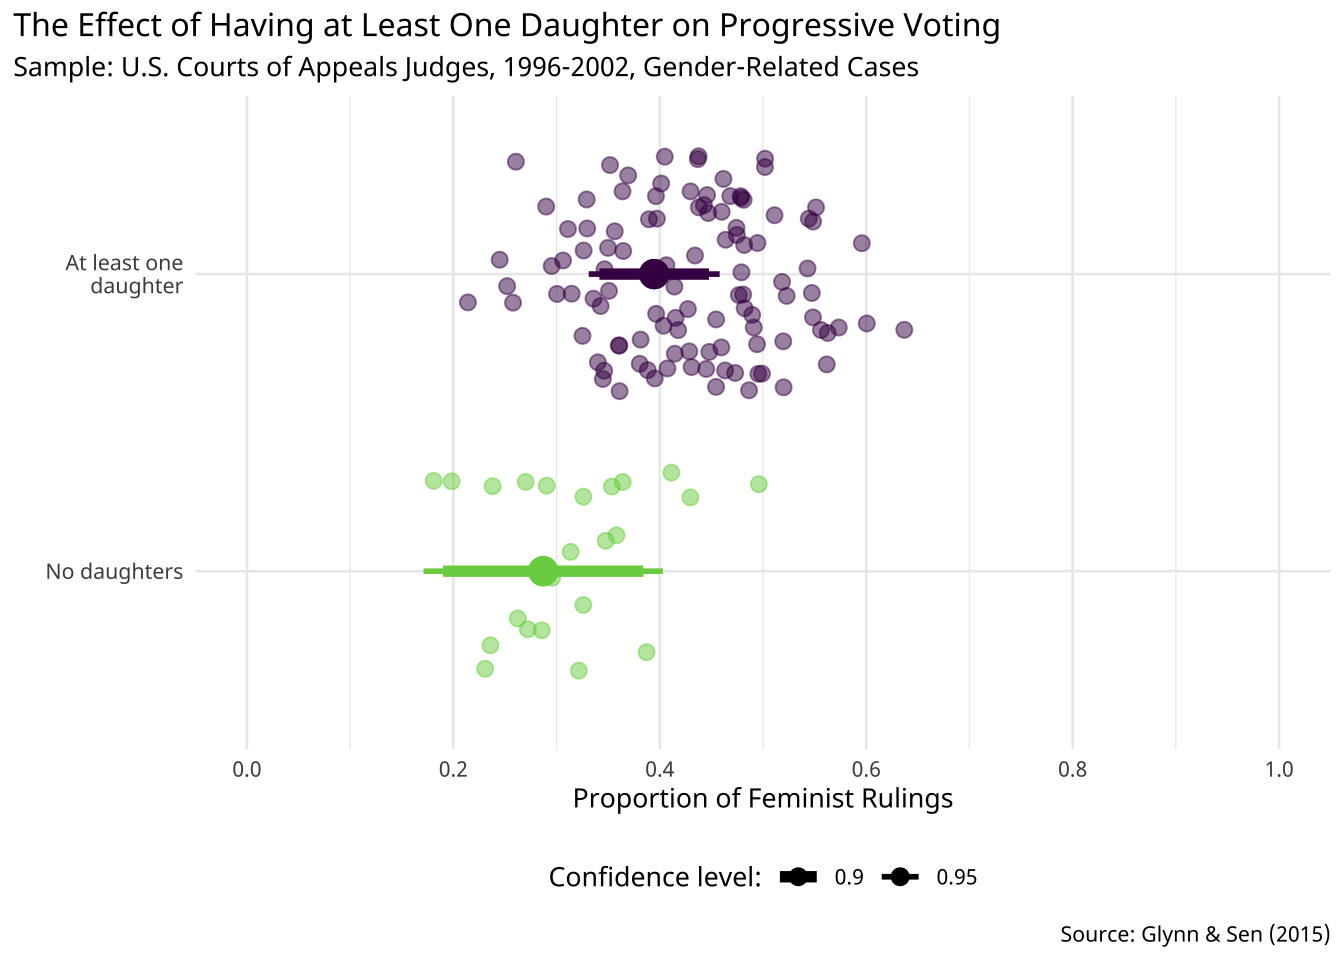 The Effect of Having at Least One Daughter on Progressive Voting
Sample: U.S. Courts of Appeals Judges, 1996-2002, Gender-Related Cases
At least one
daughter
No daughters
0.0 0.2 0.4 0.6 0.8 1.0
Proportion of Feminist Rulings
Confidence level: 0.9 0.95
Source: Glynn & Sen (2015)